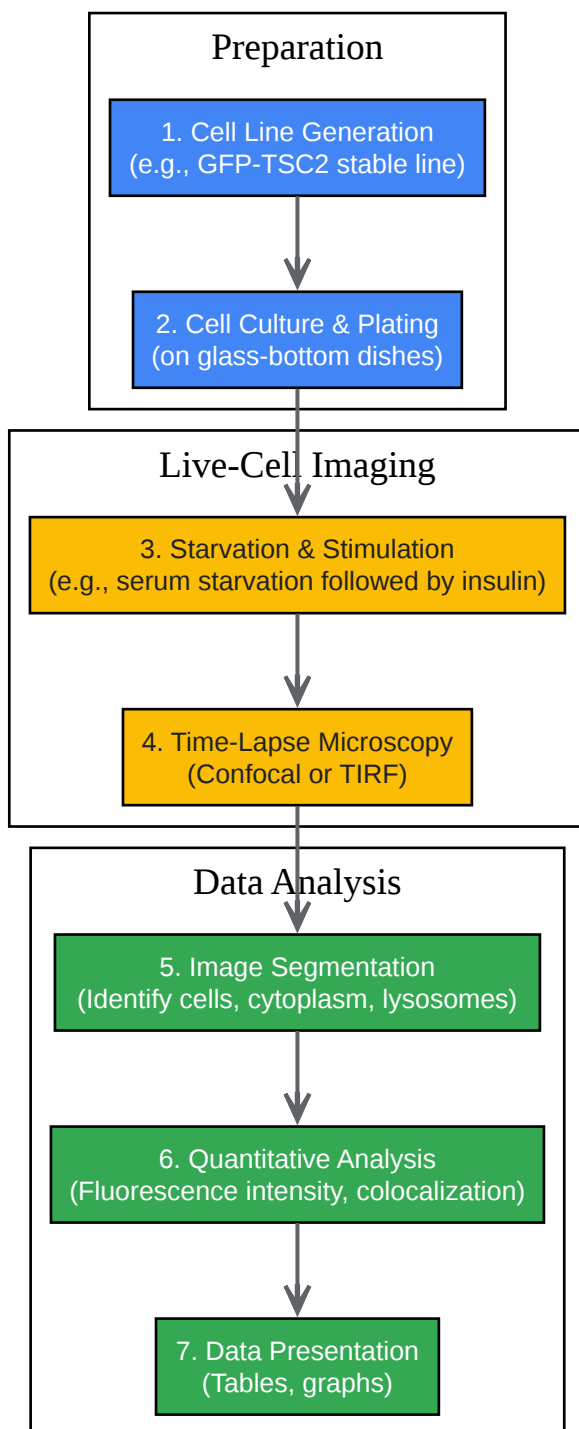 Preparation
1. Cell Line Generation
(e.g., GFP-TSC2 stable line)
2. Cell Culture & Plating
(on glass-bottom dishes)
Live-Cell Imaging
3. Starvation & Stimulation
(e.g., serum starvation followed by insulin)
4. Time-Lapse Microscopy
(Confocal or TIRF)
Data Analysis
5. Image Segmentation
(Identify cells, cytoplasm, lysosomes)
6. Quantitative Analysis
(Fluorescence intensity, colocalization)
7. Data Presentation
(Tables, graphs)